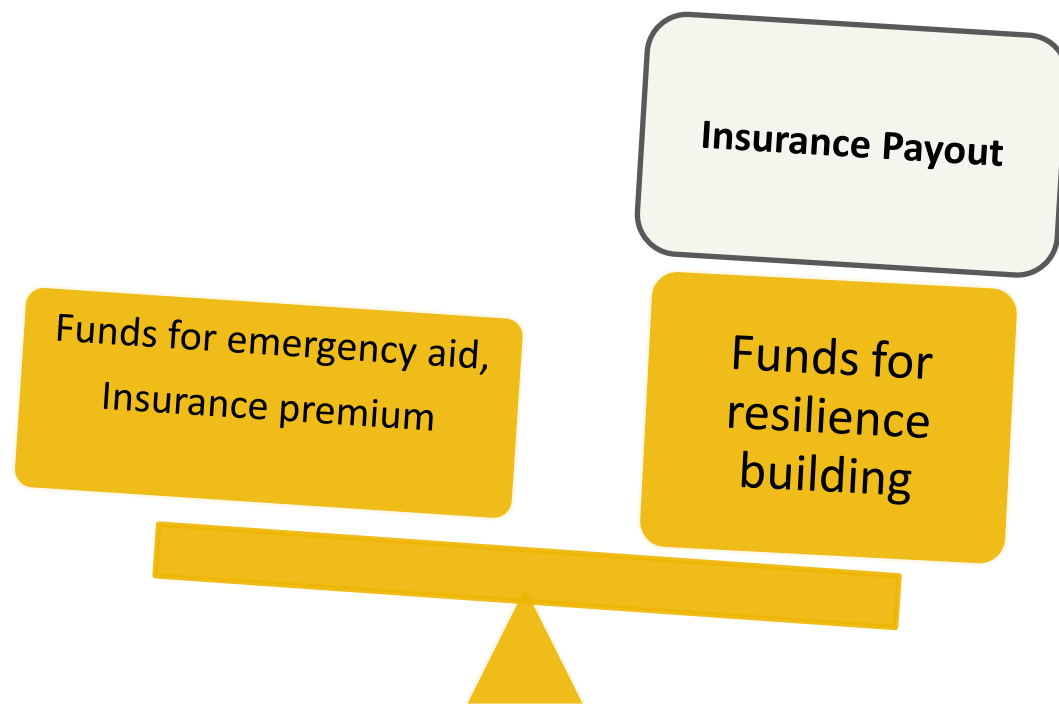 Insurance Payout
Funds for emergency aid,
Insurance premium
Funds for
resilience
building